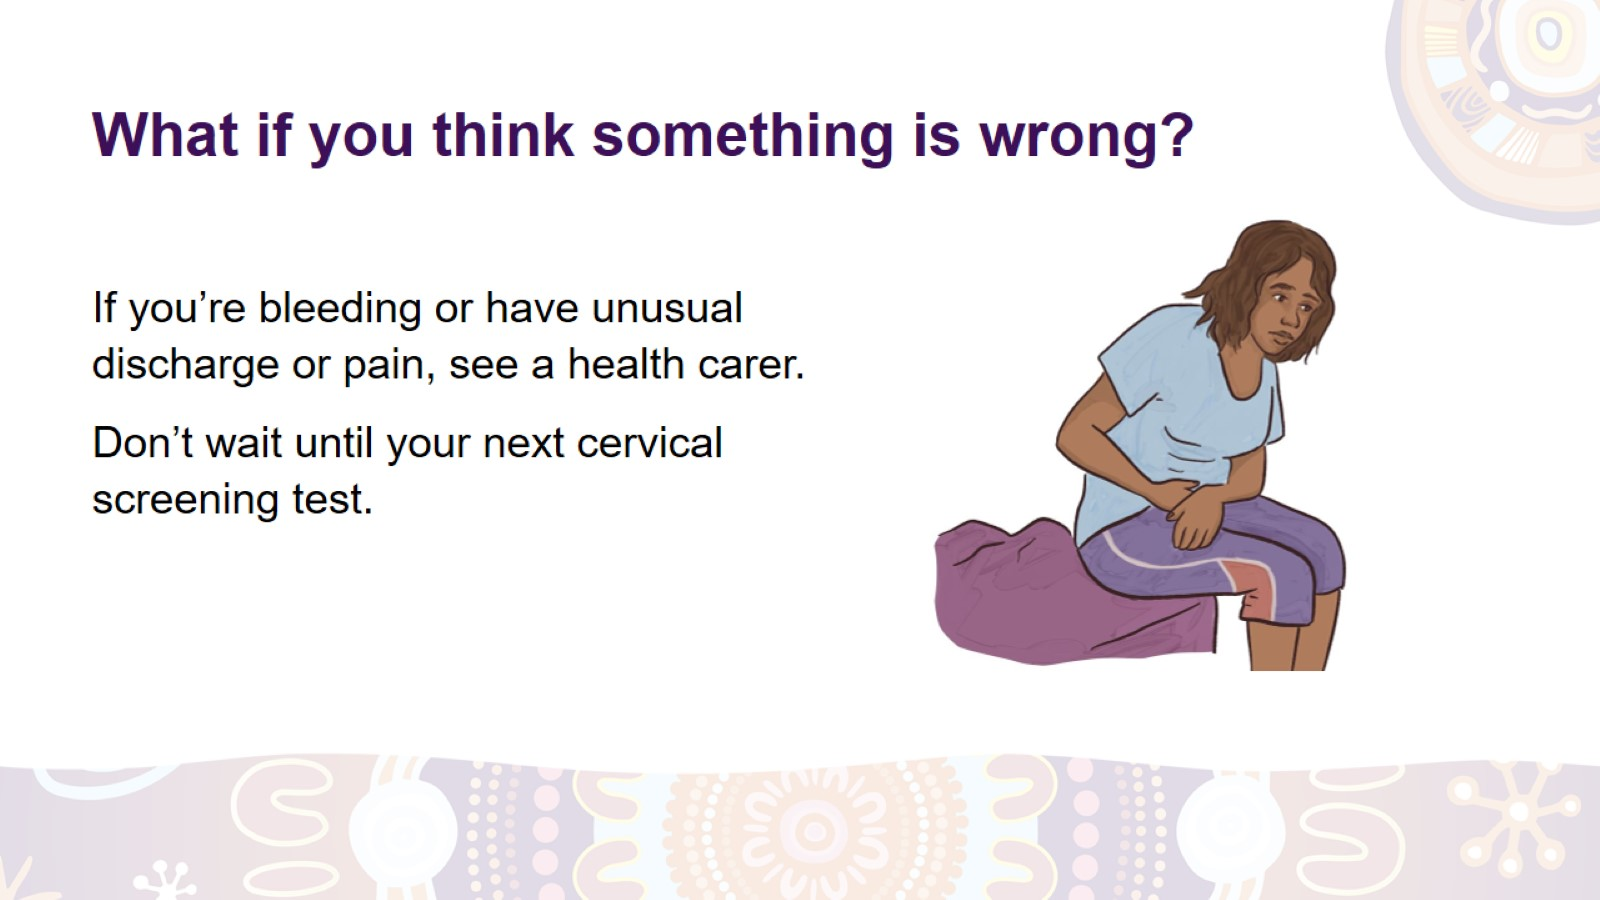 What if you think something is wrong?
If you’re bleeding or have unusual
discharge or pain, see a health carer.
Don’t wait until your next cervical
screening test.